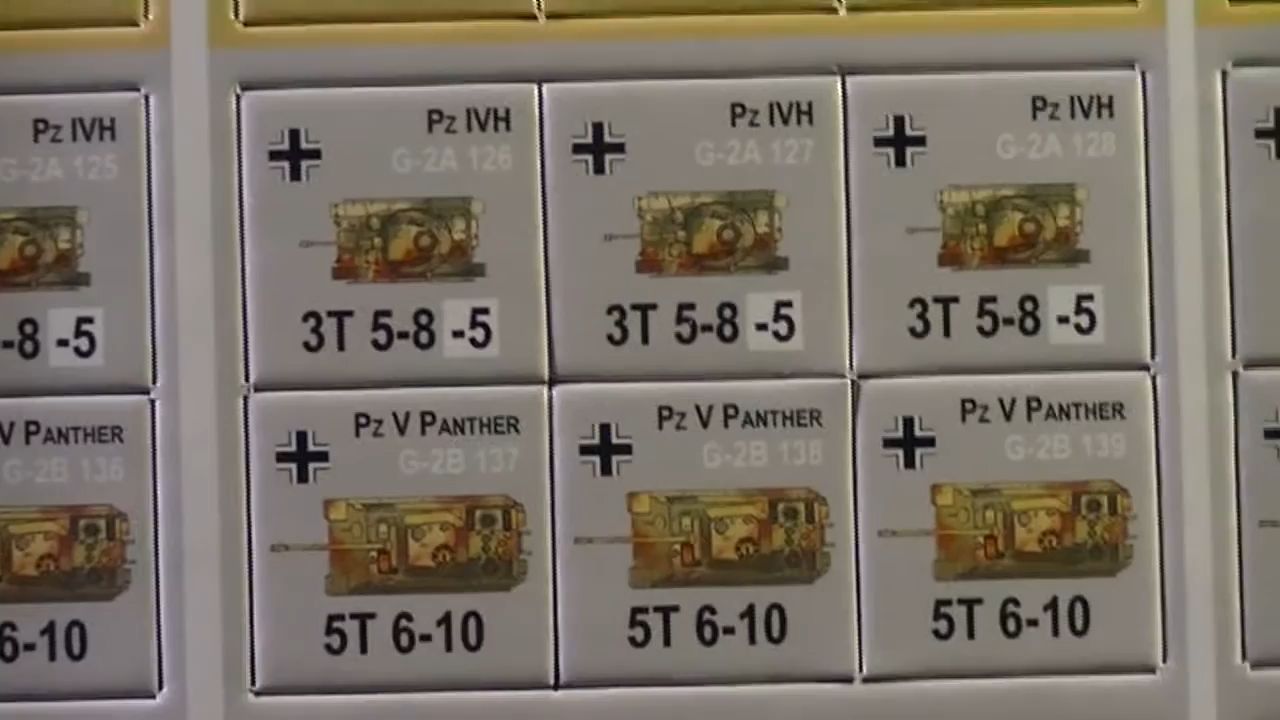 Pz IVH
G-2A 125
-8 -5
Pz IVH
G-2A 126
3T 5-8 -5
Pz IVH
G-2A 127
3T 5-8 -5
Pz IVH
G-2A 128
3T 5-8 -5
V PANTHER
G-2B 136
6-10
Pz V PANTHER
G-2B 137
5T 6-10
Pz V PANTHER
G-2B 138
5T 6-10
Pz V PANTHER
G-2B 139
5T 6-10